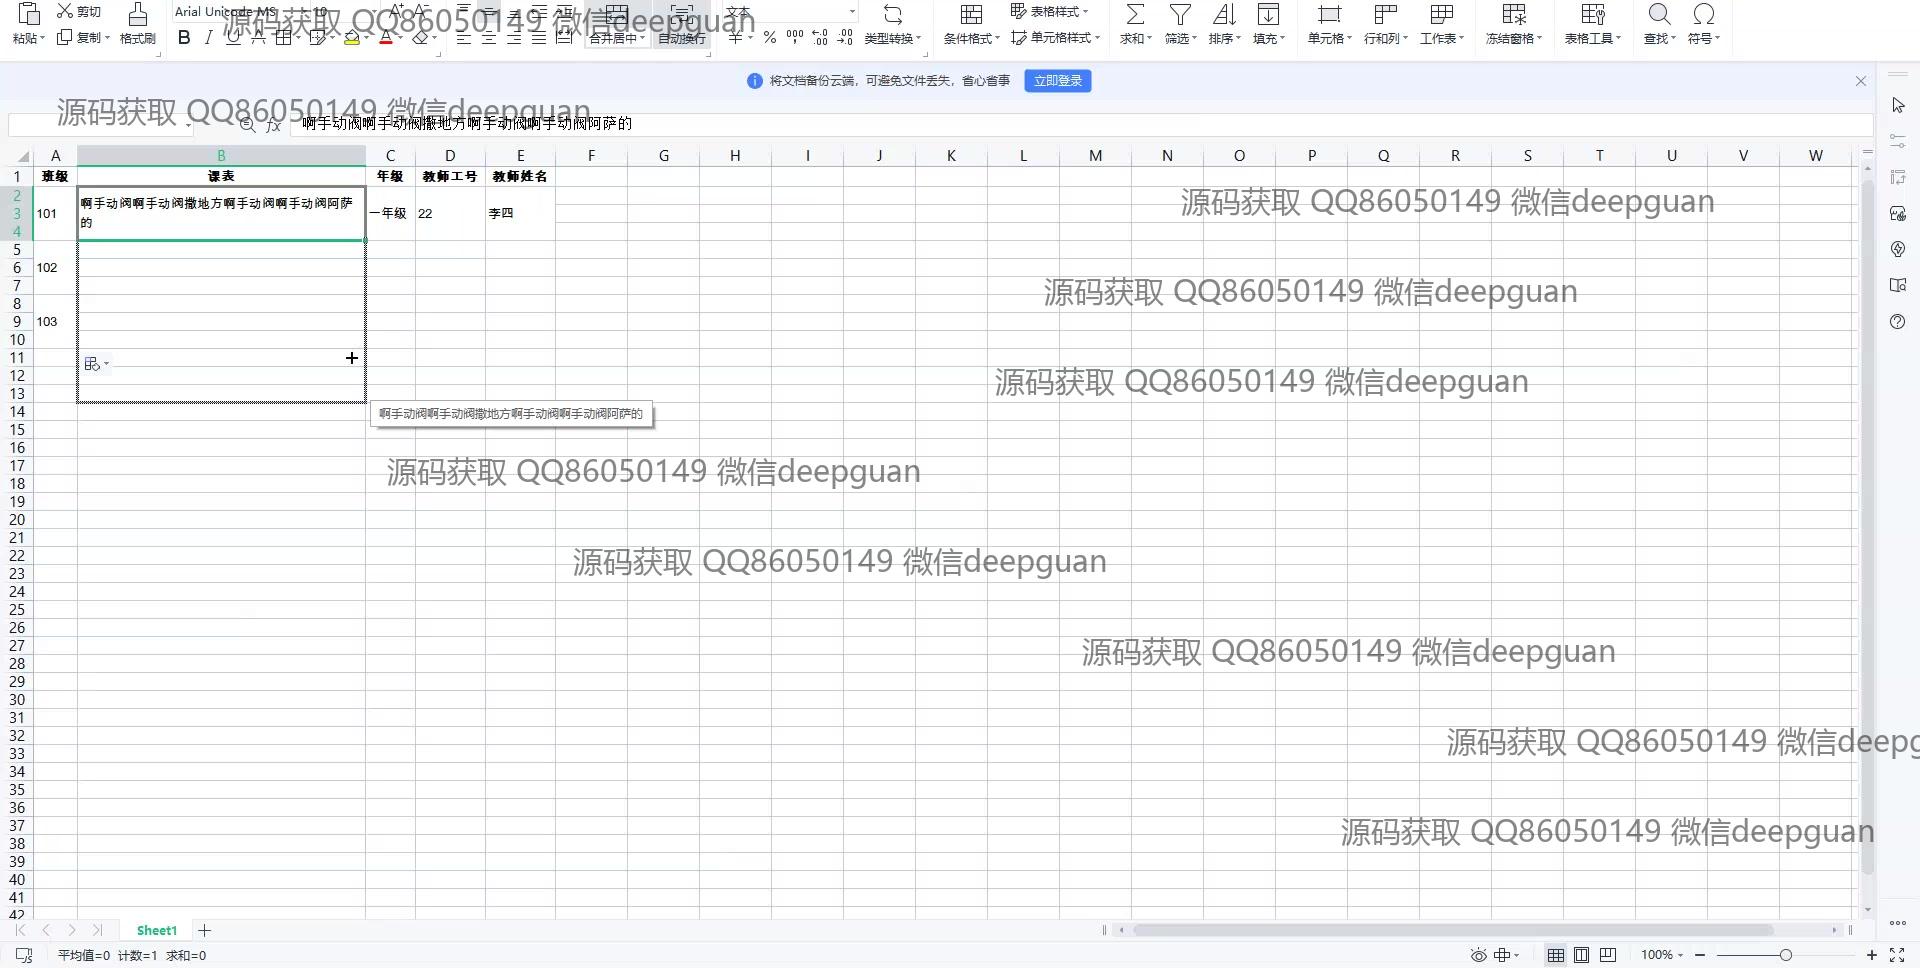 剪切
Arial Unicode MS
10
文本
表格样式
粘贴
复制
格式刷
合并居中
自动换行
类型转换
条件格式
单元格样式
求和
筛选
排序
填充
单元格
行和列
工作表
冻结窗格
表格工具
查找
符号
源码获取 QQ86050149 微信deepguan
将文档备份云端，可避免文件丢失，省心省事
立即登录
源码获取 QQ86050149 微信deepguan
fx
啊手动阀啊手动阀撒地方啊手动阀啊手动阀阿萨的
A B C D E F G H I J K L M N O P Q R S T U V W
1 班级 课表 年级 教师工号 教师姓名
2
3 101 啊手动阀啊手动阀撒地方啊手动阀啊手动阀阿萨的 一年级 22 李四
4
源码获取 QQ86050149 微信deepguan
5
6 102
7
源码获取 QQ86050149 微信deepguan
8
9 103
10
11
12
源码获取 QQ86050149 微信deepguan
13
14
啊手动阀啊手动阀撒地方啊手动阀啊手动阀阿萨的
15
16
17
源码获取 QQ86050149 微信deepguan
18
19
20
21
22
源码获取 QQ86050149 微信deepguan
23
24
25
26
27
源码获取 QQ86050149 微信deepguan
28
29
30
31
32
源码获取 QQ86050149 微信deepg
33
34
35
36
37
源码获取 QQ86050149 微信deepguan
38
39
40
41
42
Sheet1
平均值=0 计数=1 求和=0
100%